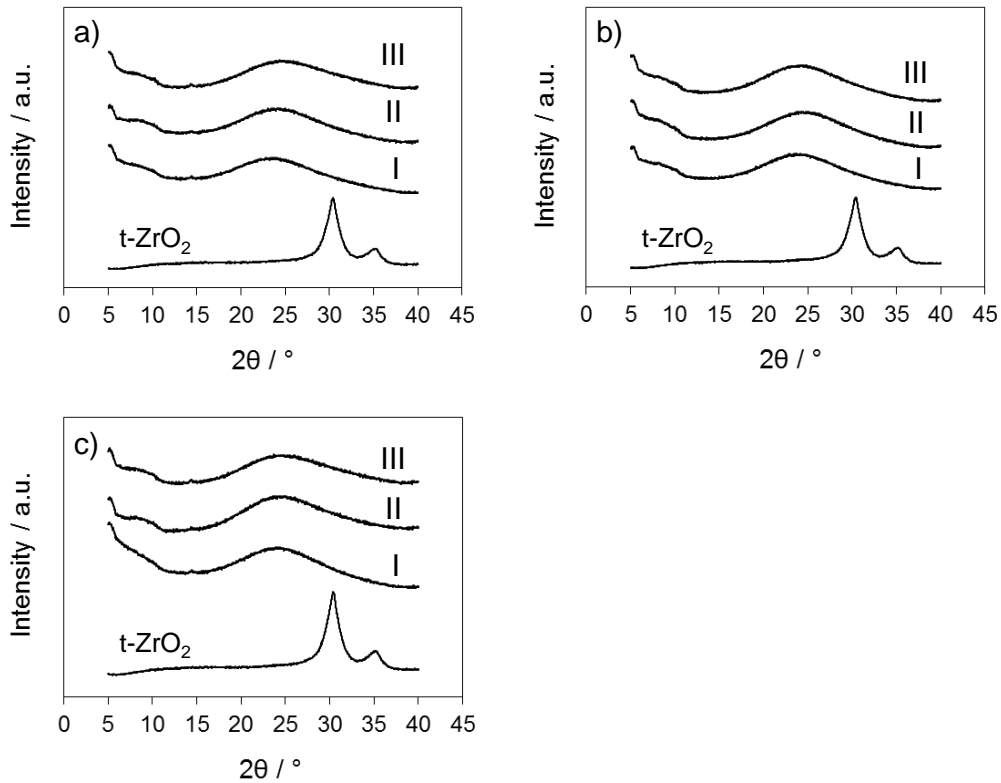 a)
III
II
I
t-ZrO₂
Intensity / a.u.
0 5 10 15 20 25 30 35 40 45
2θ / °
b)
III
II
I
t-ZrO₂
Intensity / a.u.
0 5 10 15 20 25 30 35 40 45
2θ / °
c)
III
II
I
t-ZrO₂
Intensity / a.u.
0 5 10 15 20 25 30 35 40 45
2θ / °